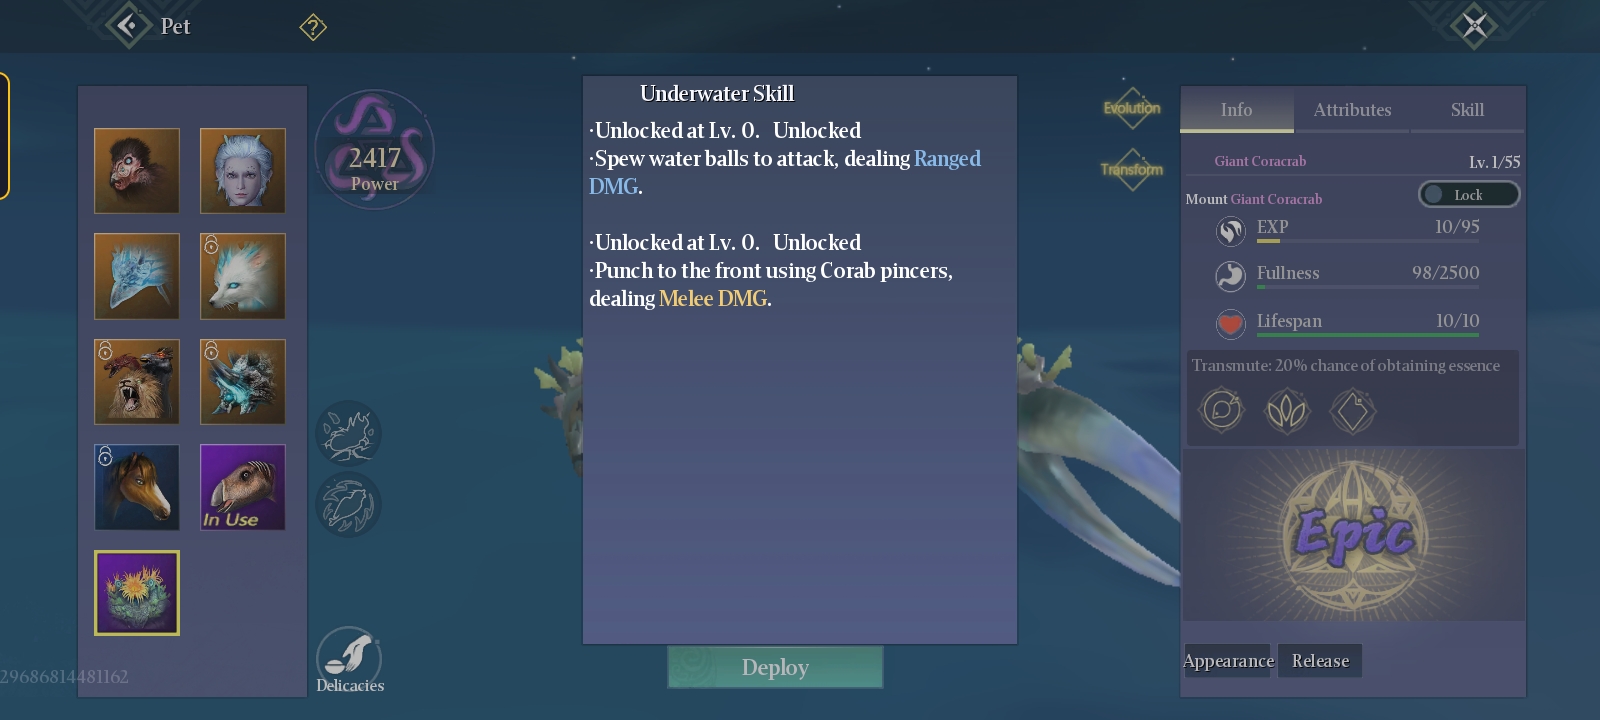 Pet
?
Underwater Skill
·Unlocked at Lv. 0. Unlocked
·Spew water balls to attack, dealing Ranged
DMG.
·Unlocked at Lv. 0. Unlocked
·Punch to the front using Corab pincers,
dealing Melee DMG.
2417
Power
In Use
Delicacies
29686814481162
Deploy
Evolution
Transform
Info
Attributes
Skill
Giant Coracrab
Lv. 1/55
Mount Giant Coracrab
Lock
EXP
10/95
Fullness
98/2500
Lifespan
10/10
Transmute: 20% chance of obtaining essence
Epic
Appearance
Release